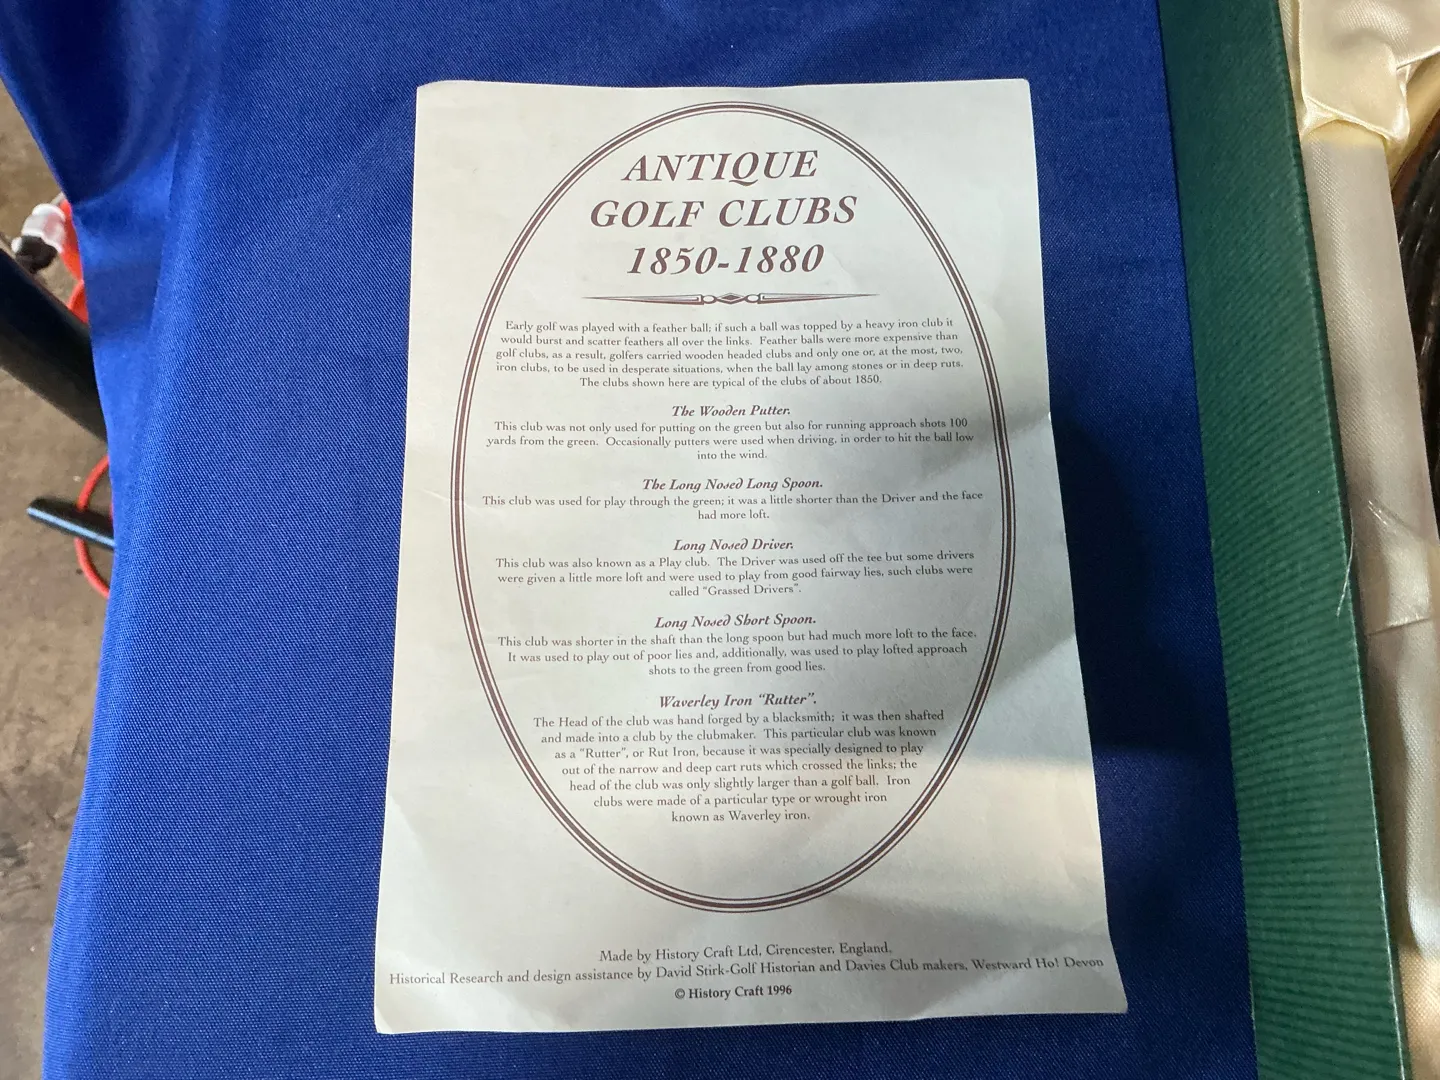 ANTIQUE
GOLF CLUBS
1850-1880
Early golf was played with a feather ball; if such a ball was topped by a heavy iron club it
would burst and scatter feathers all over the links. Feather balls were more expensive than
golf clubs, as a result, golfers carried wooden headed clubs and only one or, at the most, two,
iron clubs, to be used in desperate situations, when the ball lay among stones or in deep ruts.
The clubs shown here are typical of the clubs of about 1850.
The Wooden Putter.
This club was not only used for putting on the green but also for running approach shots 100
yards from the green. Occasionally putters were used when driving, in order to hit the ball low
into the wind.
The Long Nosed Long Spoon.
This club was used for play through the green; it was a little shorter than the Driver and the face
had more loft.
Long Nosed Driver.
This club was also known as a Play club. The Driver was used off the tee but some drivers
were given a little more loft and were used to play from good fairway lies, such clubs were
called "Grassed Drivers".
Long Nosed Short Spoon.
This club was shorter in the shaft than the long spoon but had much more loft to the face.
It was used to play out of poor lies and, additionally, was used to play lofted approach
shots to the green from good lies.
Waverley Iron "Rutter".
The Head of the club was hand forged by a blacksmith; it was then shafted
and made into a club by the clubmaker. This particular club was known
as a "Rutter", or Rut Iron, because it was specially designed to play
out of the narrow and deep cart ruts which crossed the links; the
head of the club was only slightly larger than a golf ball. Iron
clubs were made of a particular type or wrought iron
known as Waverley iron.
Made by History Craft Ltd, Cirencester, England.
Historical Research and design assistance by David Stirk-Golf Historian and Davies Club makers, Westward Ho! Devon
© History Craft 1996